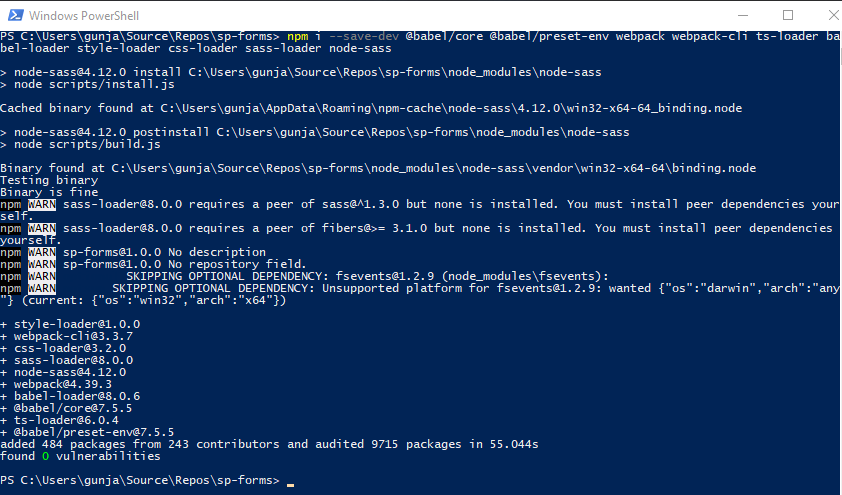 Windows PowerShell
PS C:\Users\gunja\Source\Repos\sp-forms> npm i --save-dev @babel/core @babel/preset-env webpack webpack-cli ts-loader ba
bel-loader style-loader css-loader sass-loader node-sass
> node-sass@4.12.0 install C:\Users\gunja\Source\Repos\sp-forms\node_modules\node-sass
> node scripts/install.js
Cached binary found at C:\Users\gunja\AppData\Roaming\npm-cache\node-sass\4.12.0\win32-x64-64_binding.node
> node-sass@4.12.0 postinstall C:\Users\gunja\Source\Repos\sp-forms\node_modules\node-sass
> node scripts/build.js
Binary found at C:\Users\gunja\Source\Repos\sp-forms\node_modules\node-sass\vendor\win32-x64-64\binding.node
Testing binary
Binary is fine
npm WARN sass-loader@8.0.0 requires a peer of sass@^1.3.0 but none is installed. You must install peer dependencies your
self.
npm WARN sass-loader@8.0.0 requires a peer of fibers@>= 3.1.0 but none is installed. You must install peer dependencies
yourself.
npm WARN sp-forms@1.0.0 No description
npm WARN sp-forms@1.0.0 No repository field.
npm WARN SKIPPING OPTIONAL DEPENDENCY: fsevents@1.2.9 (node_modules\fsevents):
npm WARN SKIPPING OPTIONAL DEPENDENCY: Unsupported platform for fsevents@1.2.9: wanted {"os":"darwin","arch":"any
"} (current: {"os":"win32","arch":"x64"})
+ style-loader@1.0.0
+ webpack-cli@3.3.7
+ css-loader@3.2.0
+ sass-loader@8.0.0
+ node-sass@4.12.0
+ webpack@4.39.3
+ babel-loader@8.0.6
+ @babel/core@7.5.5
+ ts-loader@6.0.4
+ @babel/preset-env@7.5.5
added 484 packages from 243 contributors and audited 9715 packages in 55.044s
found 0 vulnerabilities
PS C:\Users\gunja\Source\Repos\sp-forms>